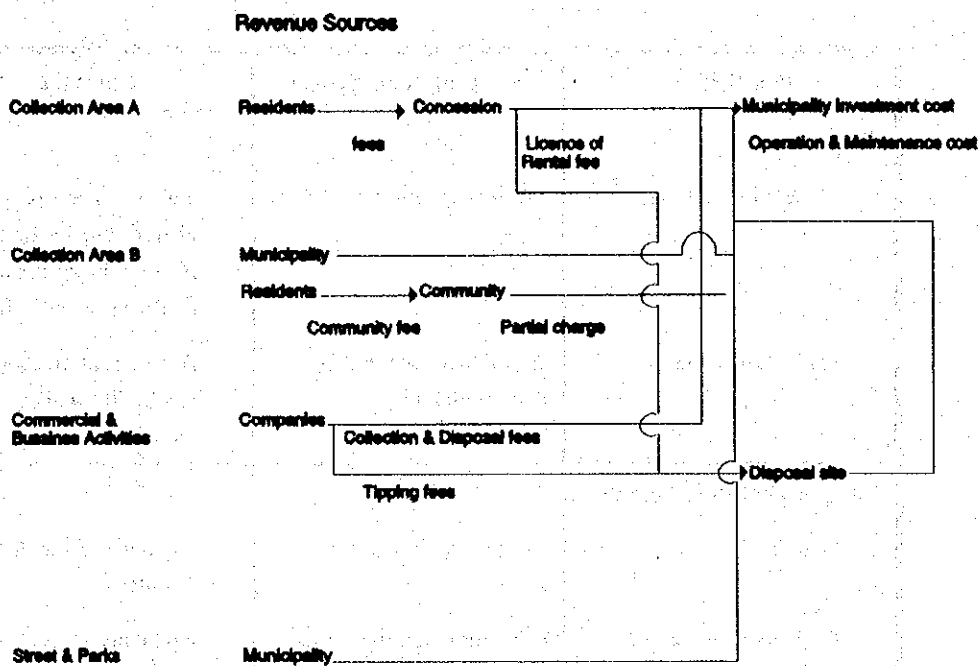 Revenue Sources
Collection Area A
Residents
Concession
Municipality Investment cost
fees
Licence of
Rental fee
Operation & Maintenance cost
Collection Area B
Municipality
Residents
Community
Community fee
Partial charge
Commercial &
Bussines Activities
Companies
Collection & Disposal fees
Tipping fees
Disposal site
Street & Parks
Municipality